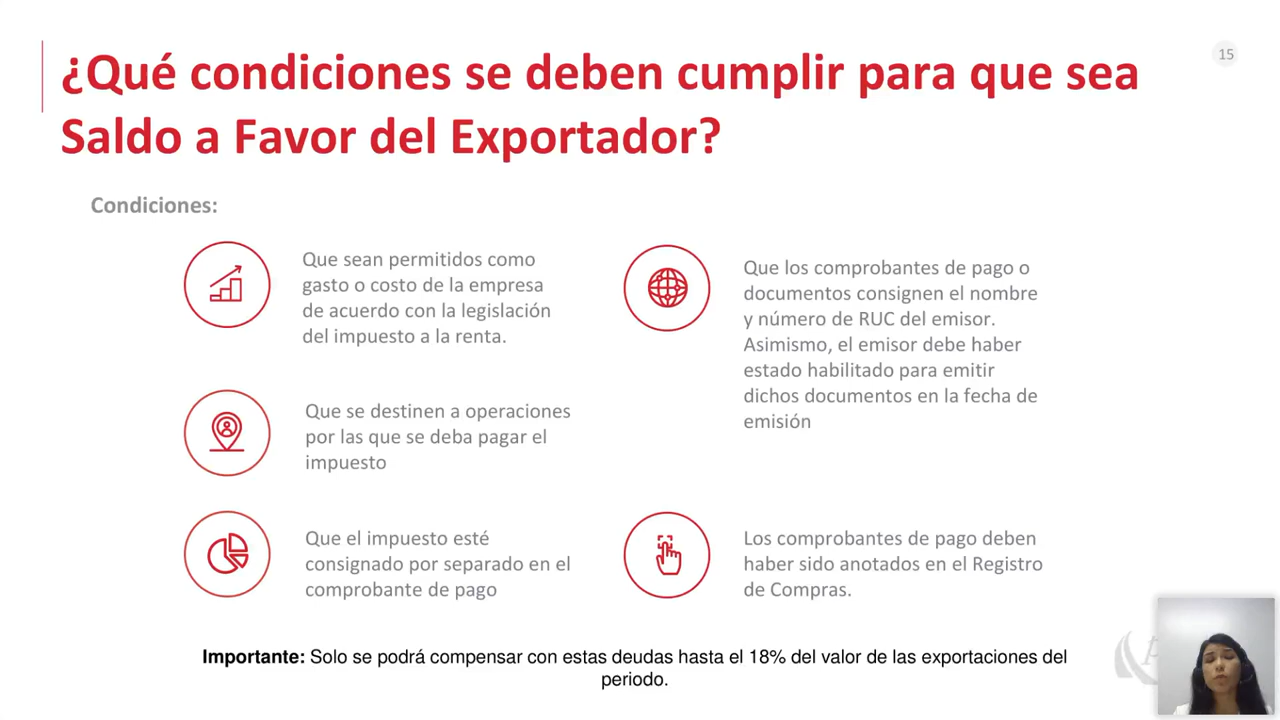 ¿Qué condiciones se deben cumplir para que sea
Saldo a Favor del Exportador?
15
Condiciones:
Que sean permitidos como
gasto o costo de la empresa
de acuerdo con la legislación
del impuesto a la renta.
Que se destinen a operaciones
por las que se deba pagar el
impuesto
Que el impuesto esté
consignado por separado en el
comprobante de pago
Que los comprobantes de pago o
documentos consignen el nombre
y número de RUC del emisor.
Asimismo, el emisor debe haber
estado habilitado para emitir
dichos documentos en la fecha de
emisión
Los comprobantes de pago deben
haber sido anotados en el Registro
de Compras.
Importante: Solo se podrá compensar con estas deudas hasta el 18% del valor de las exportaciones del
periodo.